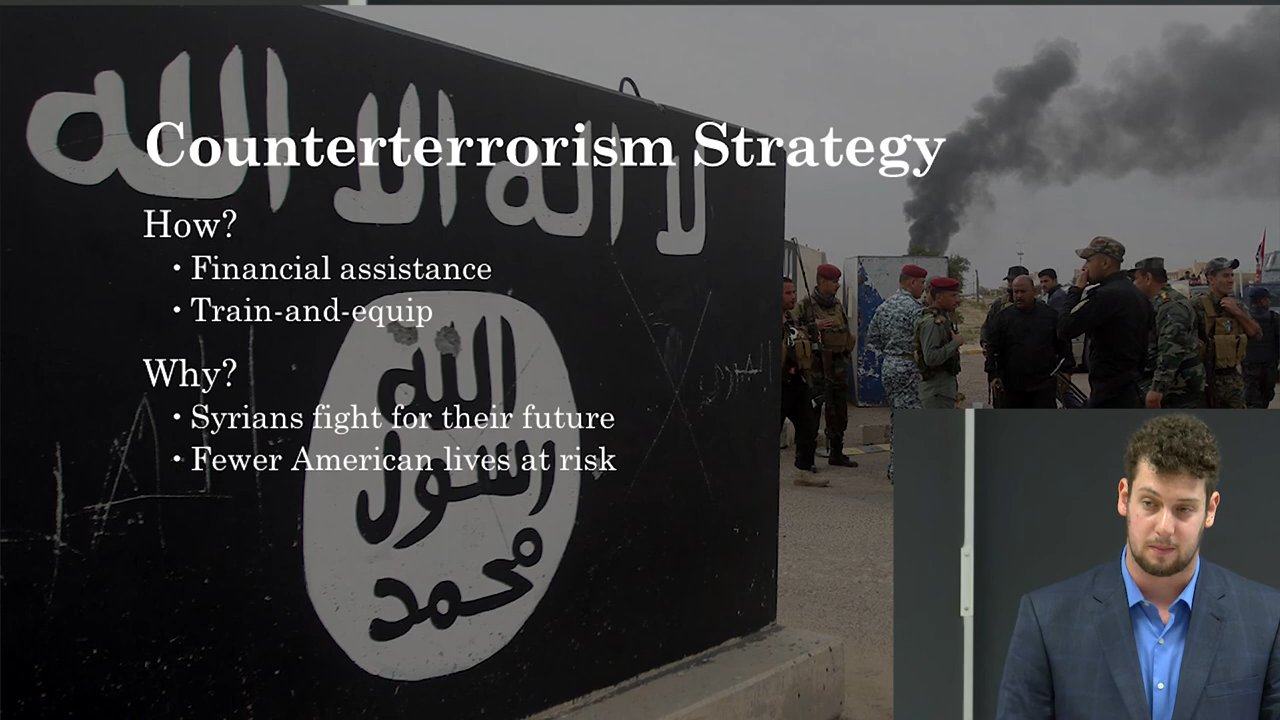 لا اله الا الله
Counterterrorism Strategy
How?
• Financial assistance
• Train-and-equip
Why?
• Syrians fight for their future
• Fewer American lives at risk
الله
رسول
محمد